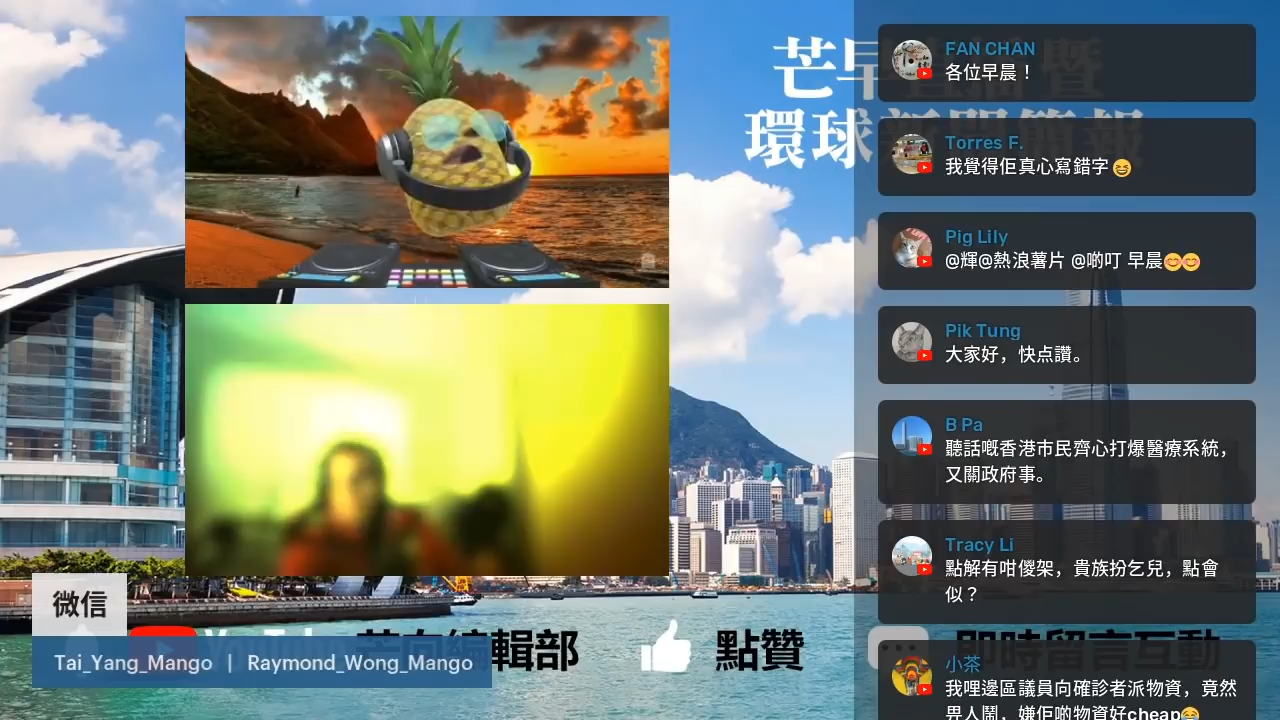 芒早
環球新聞簡報
FAN CHAN
各位早晨！
Torres F.
我覺得佢真心寫錯字😆
Pig Lily
@輝@熱浪薯片 @啲叮 早晨😊😊
Pik Tung
大家好，快点讚。
B Pa
聽話嘅香港市民齊心打爆醫療系統，
又關政府事。
Tracy Li
點解有咁儍架，貴族扮乞兒，點會
似？
小茶
我哩邊區議員向確診者派物資，竟然
畀人鬧，嫌佢啲物資好cheap😂
微信
Tai_Yang_Mango | Raymond_Wong_Mango
編輯部
點贊
即時留言互動